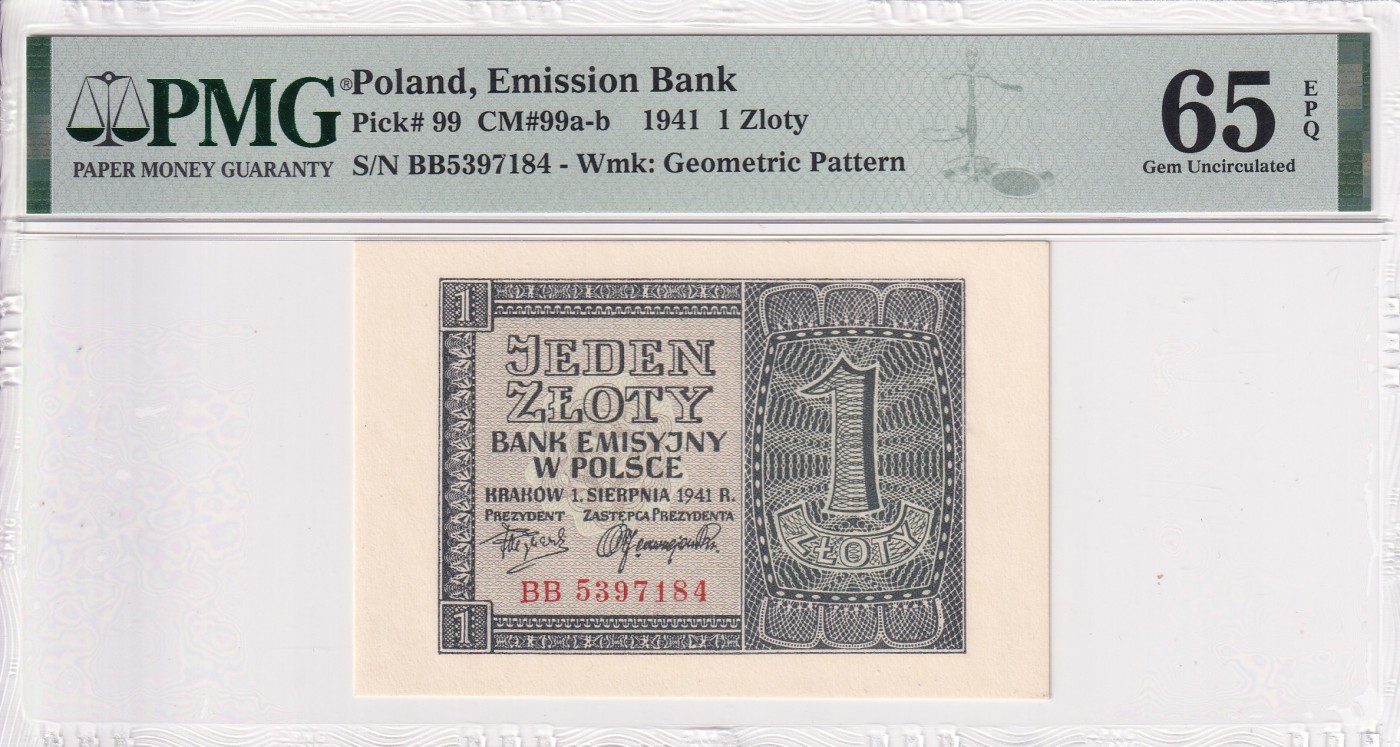 PMG®
PAPER MONEY GUARANTY
Poland, Emission Bank
Pick# 99 CM#99a-b 1941 1 Zloty
S/N BB5397184 - Wmk: Geometric Pattern
65 EPQ
Gem Uncirculated
1
JEDEN
ZŁOTY
BANK EMISYJNY
W POLSCE
KRAKÓW 1. SIERPNIA 1941 R.
PREZYDENT ZASTĘPCA PREZYDENTA
BB 5397184
1
1
ZŁOTY
PMG